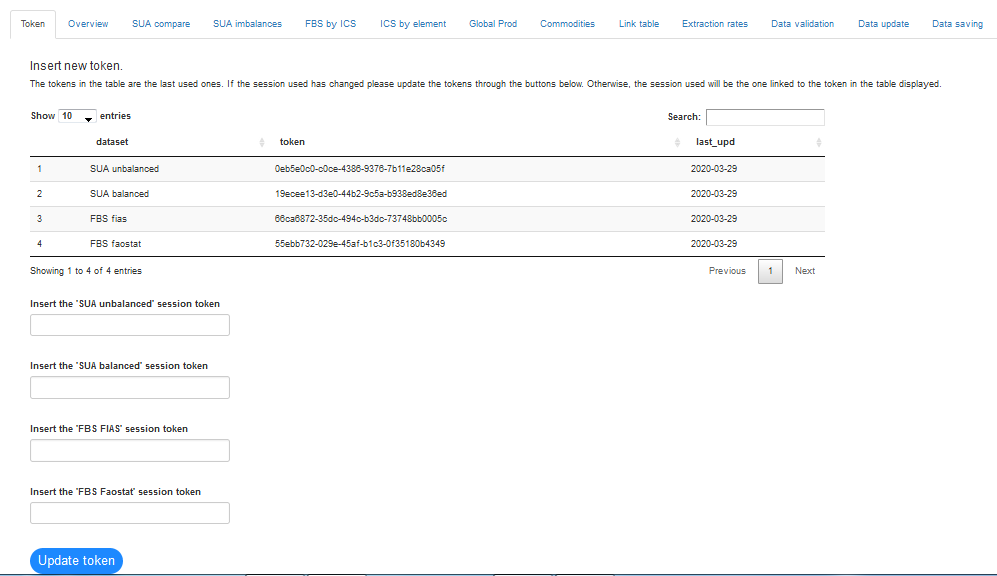 Token Overview SUA compare SUA imbalances FBS by ICS ICS by element Global Prod Commodities Link table Extraction rates Data validation Data update Data saving
Insert new token.
The tokens in the table are the last used ones. If the session used has changed please update the tokens through the buttons below. Otherwise, the session used will be the one linked to the token in the table displayed.
Show 10 entries Search:
dataset token last_upd
1 SUA unbalanced 0eb5e0c0-c0ce-4386-9376-7b11e28ca05f 2020-03-29
2 SUA balanced 19ecee13-d3e0-44b2-9c5a-b938ed8e36ed 2020-03-29
3 FBS fias 66ca6872-35dc-494c-b3dc-73748bb0005c 2020-03-29
4 FBS faostat 55ebb732-029e-45af-b1c3-0f35180b4349 2020-03-29
Showing 1 to 4 of 4 entries Previous 1 Next
Insert the 'SUA unbalanced' session token
Insert the 'SUA balanced' session token
Insert the 'FBS FIAS' session token
Insert the 'FBS Faostat' session token
Update token